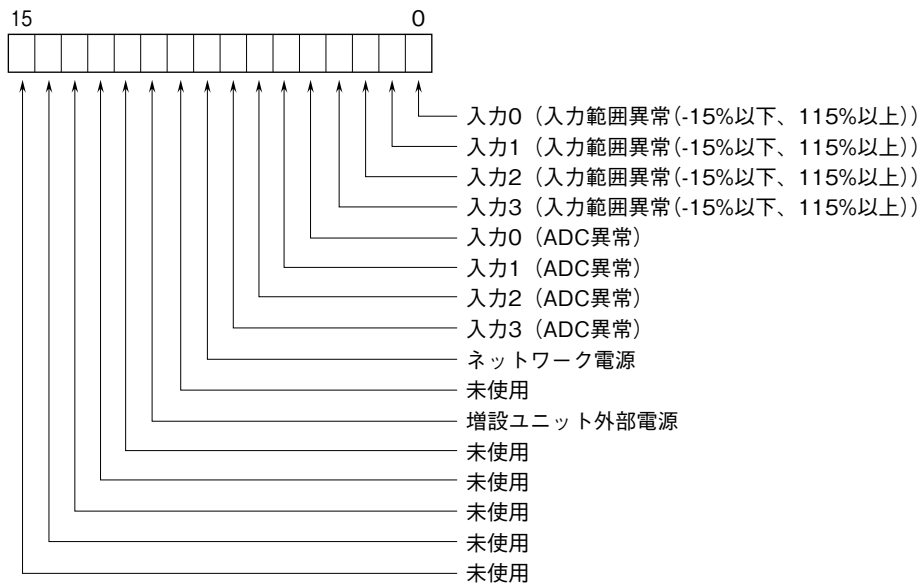 15 0
入力0（入力範囲異常(-15%以下、115%以上)）
入力1（入力範囲異常(-15%以下、115%以上)）
入力2（入力範囲異常(-15%以下、115%以上)）
入力3（入力範囲異常(-15%以下、115%以上)）
入力0（ADC異常）
入力1（ADC異常）
入力2（ADC異常）
入力3（ADC異常）
ネットワーク電源
未使用
増設ユニット外部電源
未使用
未使用
未使用
未使用
未使用